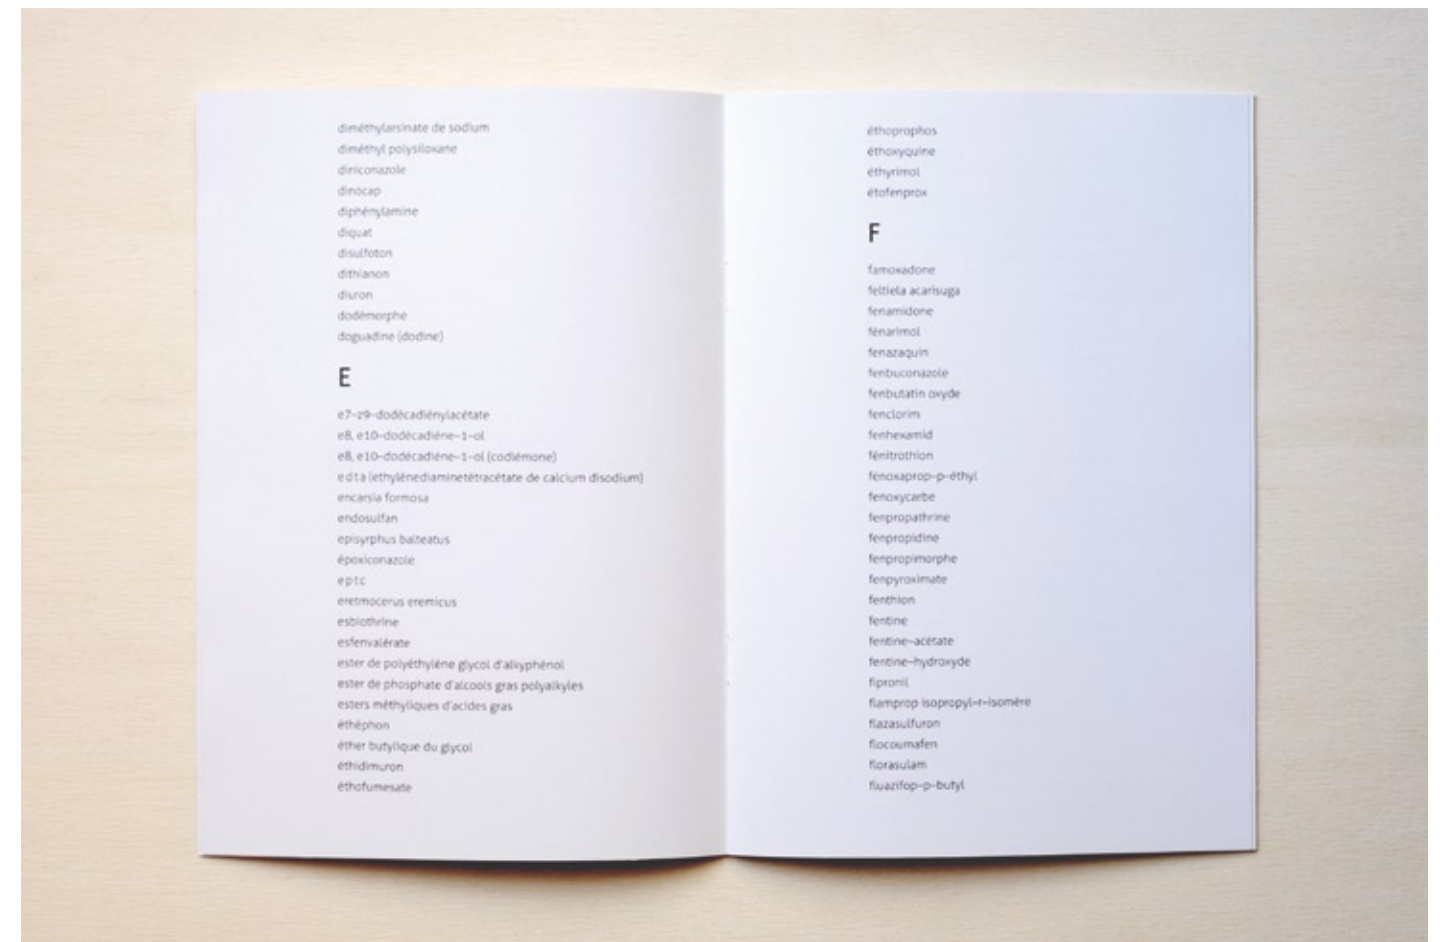 diméthylarsinate de sodium
diméthyl polysiloxane
diniconazole
dinocap
diphénylamine
diquat
disulfoton
dithianon
diuron
dodémorphe
doguadine (dodine)
E
e7-z9-dodécadiénylacétate
e8, e10-dodécadiéne-1-ol
e8, e10-dodécadiéne-1-ol (codlémone)
edta (ethylènediaminetétracétate de calcium disodium)
encarsia formosa
endosulfan
episyrphus balteatus
époxiconazole
eptc
eretmocerus eremicus
esbiothrine
esfenvalérate
ester de polyéthylène glycol d'alkyphénol
ester de phosphate d'alcools gras polyalkyles
esters méthyliques d'acides gras
éthéphon
éther butylique du glycol
éthidimuron
éthofumesate
éthoprophos
éthoxyquine
éthyrimol
étofenprox
F
famoxadone
feltiela acarisuga
fenamidone
fénarimol
fenazaquin
fenbuconazole
fenbutatin oxyde
fenclorim
fenhexamid
fénitrothion
fénoxaprop-p-éthyl
fenoxycarbe
fenpropathrine
fenpropidine
fenpropimorphe
fenpyroximate
fenthion
fentine
fentine-acétate
fentine-hydroxyde
fipronil
flamprop isopropyl-r-isomère
flazasulfuron
flocoumafen
florasulam
fluazifop-p-butyl